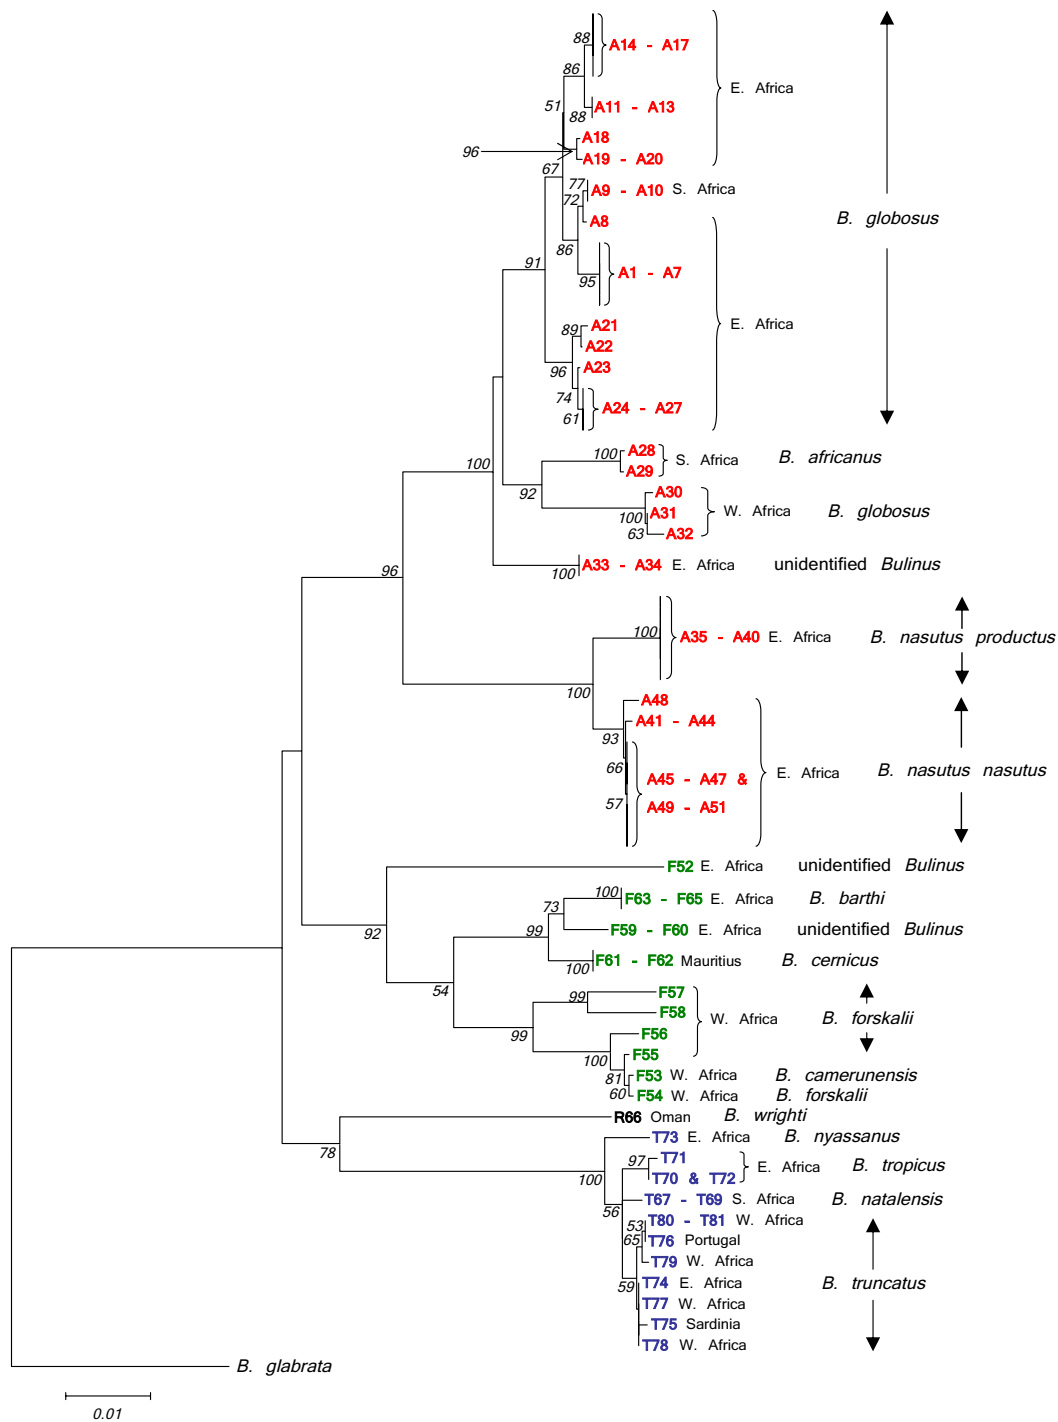 88 A14 - A17
86
E. Africa
51
88 A11 - A13
A18
96
A19 - A20
67
77 A9 - A10 S. Africa
72
A8
B. globosus
86
91
95 A1 - A7
E. Africa
89 A21
A22
96 A23
74
61 A24 - A27
100 A28
A29
S. Africa B. africanus
100
92
A30
100 A31
63 A32
W. Africa B. globosus
100 A33 - A34 E. Africa unidentified Bulinus
96
100 A35 - A40 E. Africa B. nasutus productus
100
A48
93 A41 - A44
66
A45 - A47 &
57 A49 - A51
E. Africa B. nasutus nasutus
F52 E. Africa unidentified Bulinus
100 F63 - F65 E. Africa B. barthi
73
99 F59 - F60 E. Africa unidentified Bulinus
92
100 F61 - F62 Mauritius B. cernicus
54
99 F57
F58
W. Africa B. forskalii
99
F56
100 F55
81 F53 W. Africa B. camerunensis
60 F54 W. Africa B. forskalii
R66 Oman B. wrighti
78
T73 E. Africa B. nyassanus
100
97 T71
T70 & T72
E. Africa B. tropicus
56
T67 - T69 S. Africa B. natalensis
53 T80 - T81 W. Africa
65 T76 Portugal
T79 W. Africa
59 T74 E. Africa B. truncatus
T77 W. Africa
T75 Sardinia
T78 W. Africa
B. glabrata
0.01